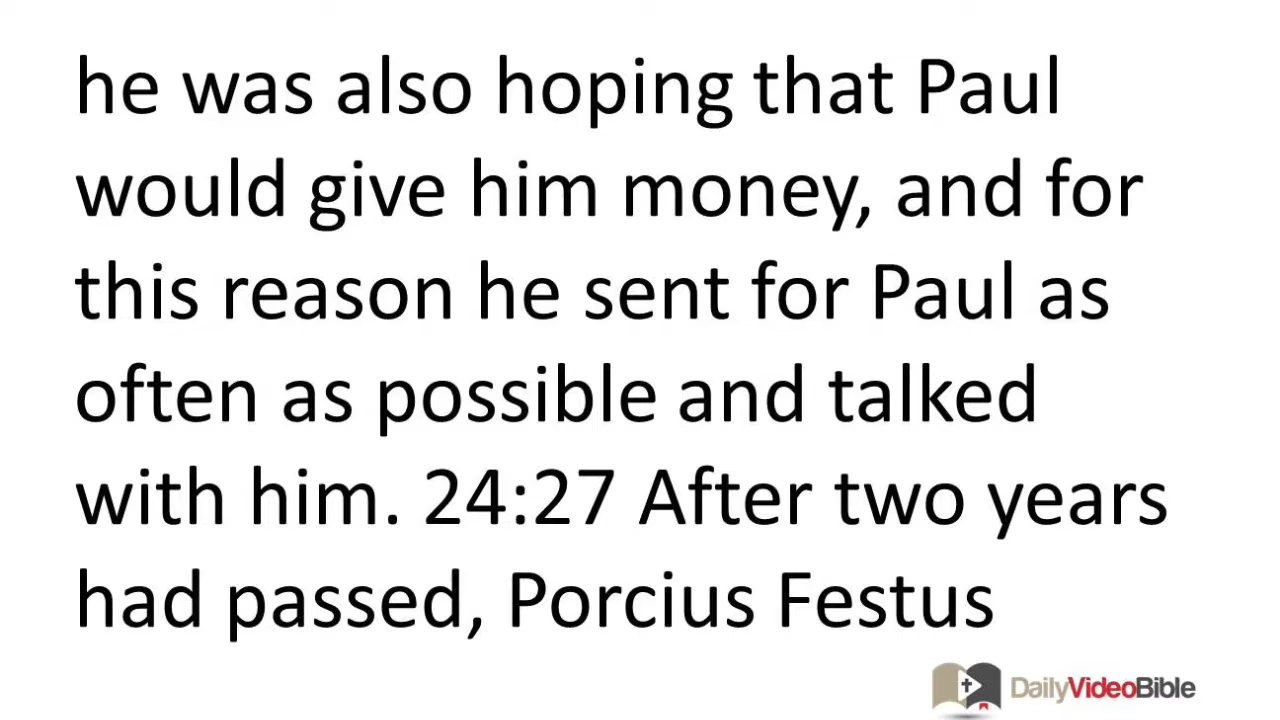 he was also hoping that Paul
would give him money, and for
this reason he sent for Paul as
often as possible and talked
with him. 24:27 After two years
had passed, Porcius Festus
DailyVideoBible